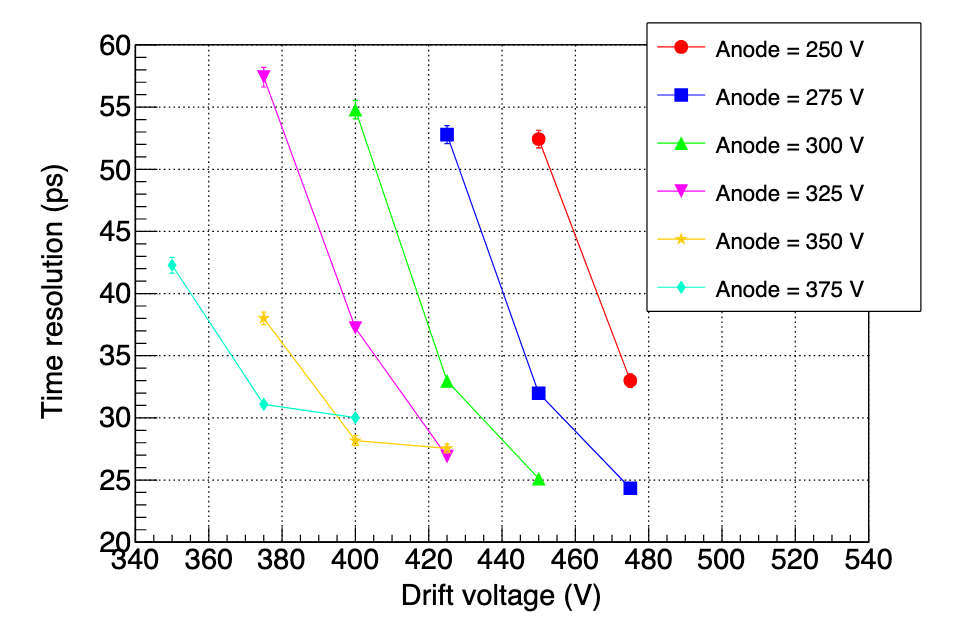 60
55
50
45
40
35
30
25
20
340 360 380 400 420 440 460 480 500 520 540
Time resolution (ps)
Drift voltage (V)
Anode = 250 V
Anode = 275 V
Anode = 300 V
Anode = 325 V
Anode = 350 V
Anode = 375 V